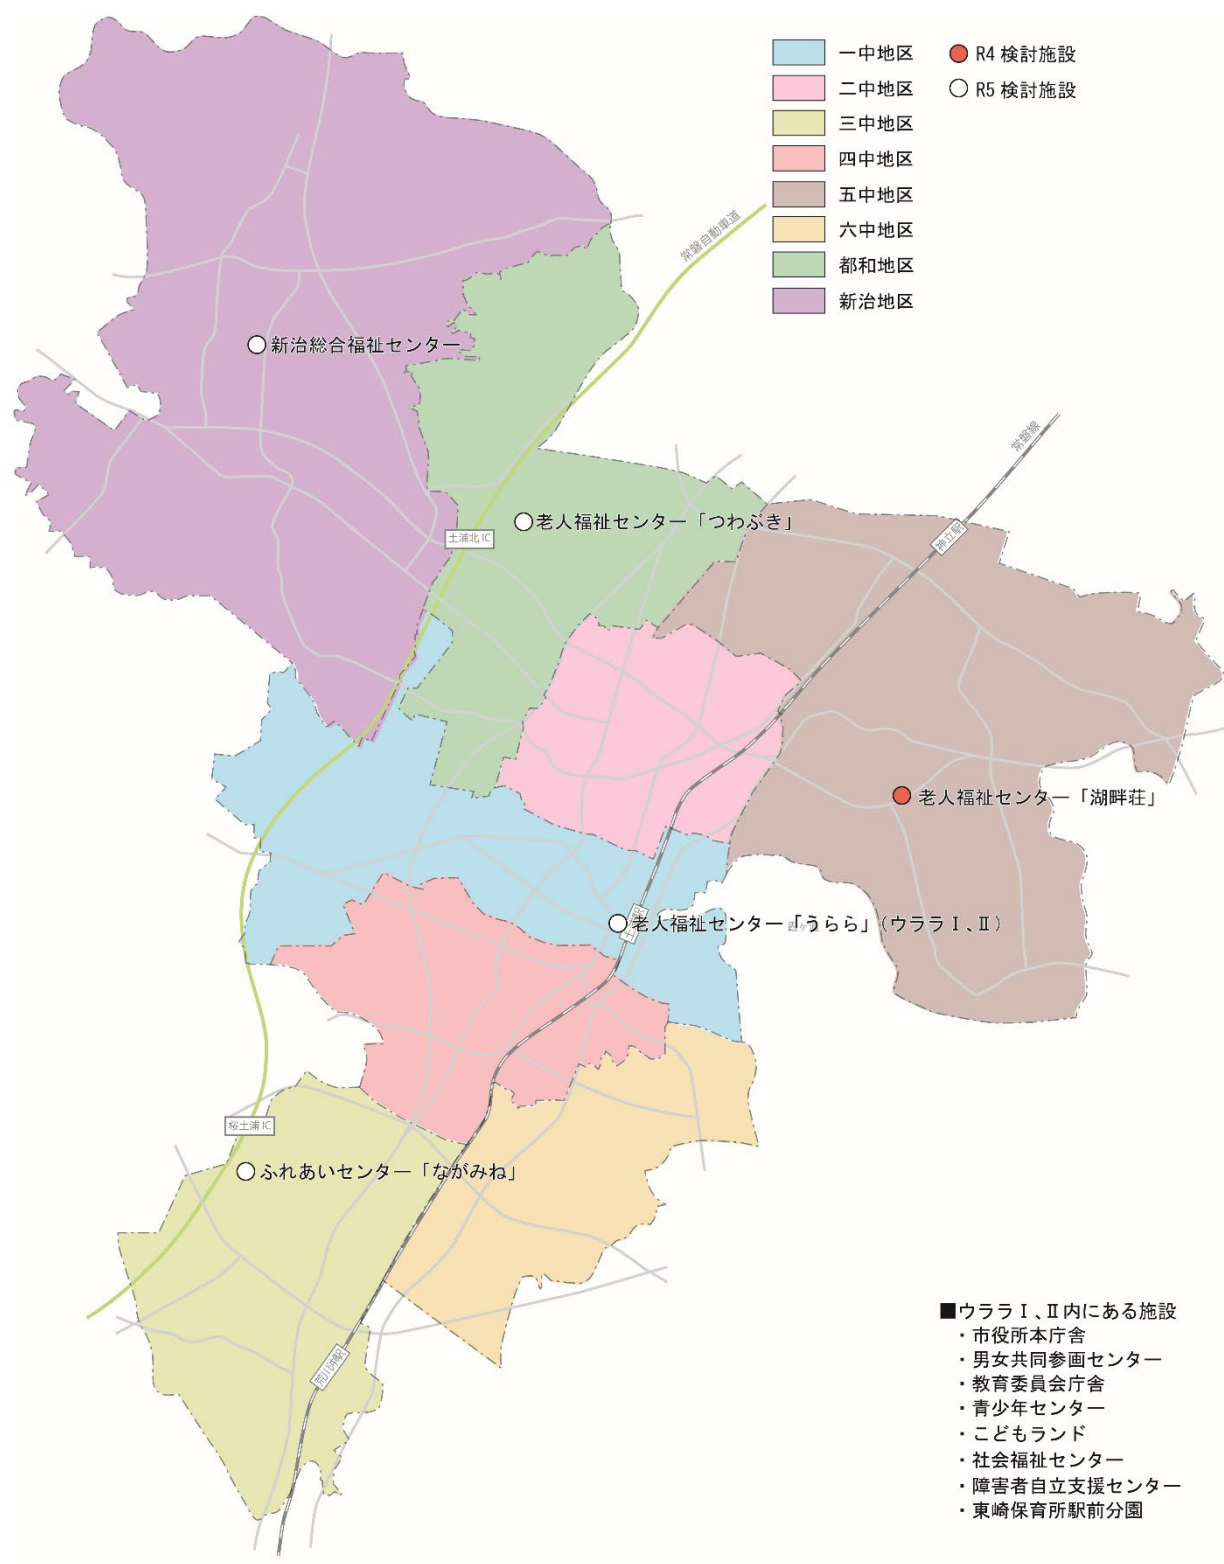 一中地区
二中地区
三中地区
四中地区
五中地区
六中地区
都和地区
新治地区
R4 検討施設
R5 検討施設
常磐自動車道
新治総合福祉センター
常磐線
老人福祉センター「つわぶき」
土浦北IC
神立駅
老人福祉センター「湖畔荘」
老人福祉センター「うらら」（ウララⅠ、Ⅱ）
桜土浦IC
ふれあいセンター「ながみね」
荒川沖駅
■ウララⅠ、Ⅱ内にある施設
・市役所本庁舎
・男女共同参画センター
・教育委員会庁舎
・青少年センター
・こどもランド
・社会福祉センター
・障害者自立支援センター
・東崎保育所駅前分園